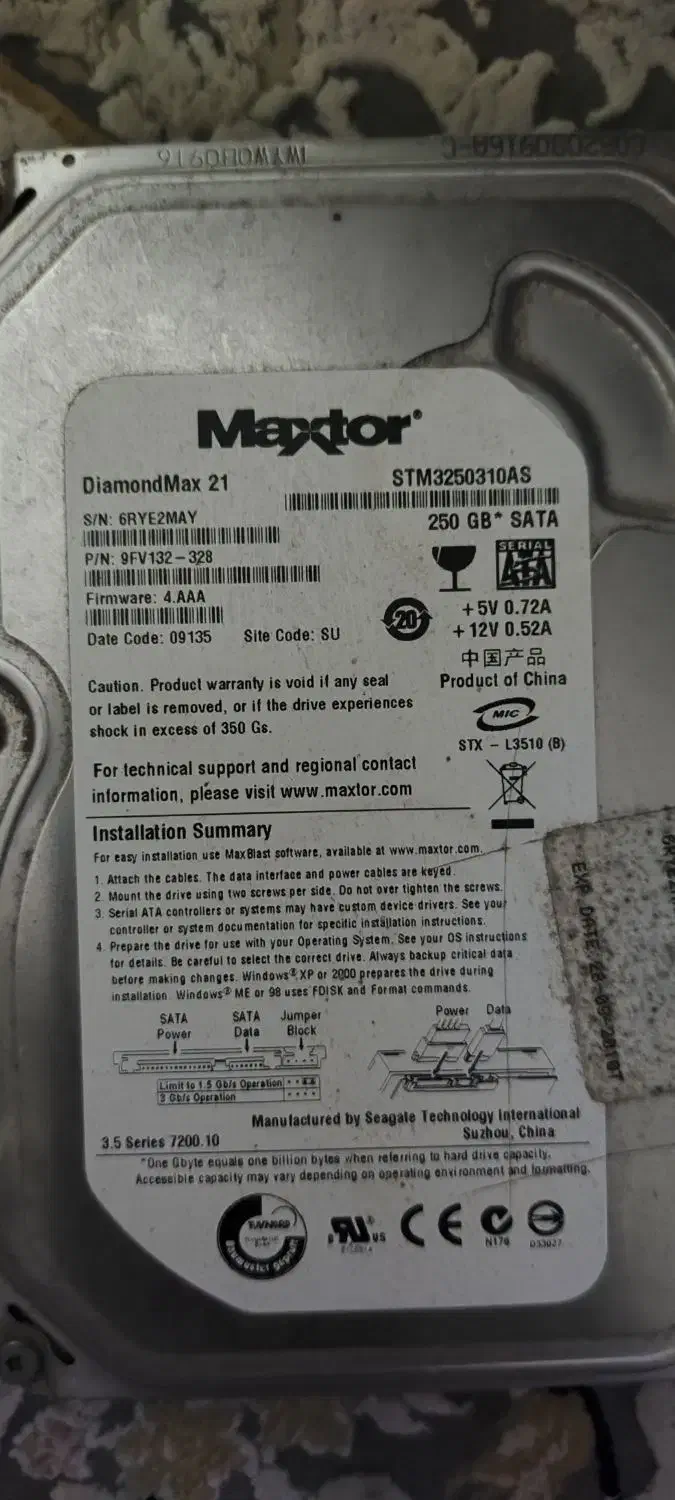 WYW0H0916
Maxtor®
DiamondMax 21
STM3250310AS
S/N: 6RYE2MAY
250 GB* SATA
P/N: 9FV132-328
SERIAL
ATA
Firmware: 4.AAA
20
+5V 0.72A
+12V 0.52A
Date Code: 09135 Site Code: SU
中国产品
Product of China
Caution. Product warranty is void if any seal
or label is removed, or if the drive experiences
shock in excess of 350 Gs.
MIC
STX - L3510 (B)
For technical support and regional contact
information, please visit www.maxtor.com
Installation Summary
For easy installation use MaxBlast software, available at www.maxtor.com.
1. Attach the cables. The data interface and power cables are keyed.
2. Mount the drive using two screws per side. Do not over tighten the screws.
3. Serial ATA controllers or systems may have custom device drivers. See your
controller or system documentation for specific installation instructions.
4. Prepare the drive for use with your Operating System. See your OS instructions
for details. Be careful to select the correct drive. Always backup critical data
before making changes. Windows® XP or 2000 prepares the drive during
installation. Windows® ME or 98 uses FDISK and Format commands.
EXP DATE
SATA Power
SATA Data
Jumper Block
Power Data
Limit to 1.5 Gb/s Operation
3 Gb/s Operation
Manufactured by Seagate Technology International
Suzhou, China
3.5 Series 7200.10
*One Gbyte equals one billion bytes when referring to hard drive capacity.
Accessible capacity may vary depending on operating environment and formatting.
US
CE
N176